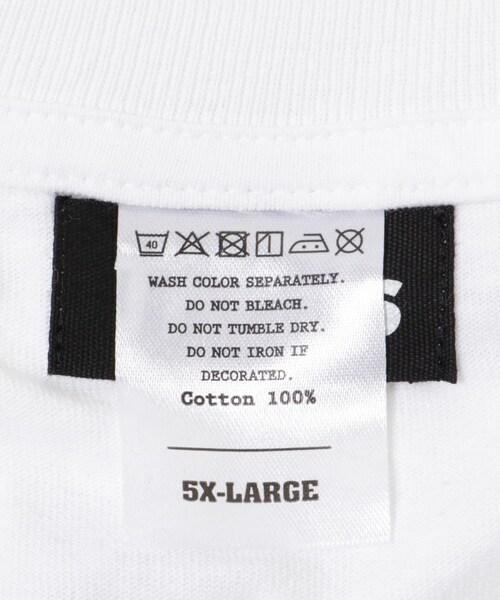 40
WASH COLOR SEPARATELY.
DO NOT BLEACH.
DO NOT TUMBLE DRY.
DO NOT IRON IF
DECORATED.
Cotton 100%
5X-LARGE